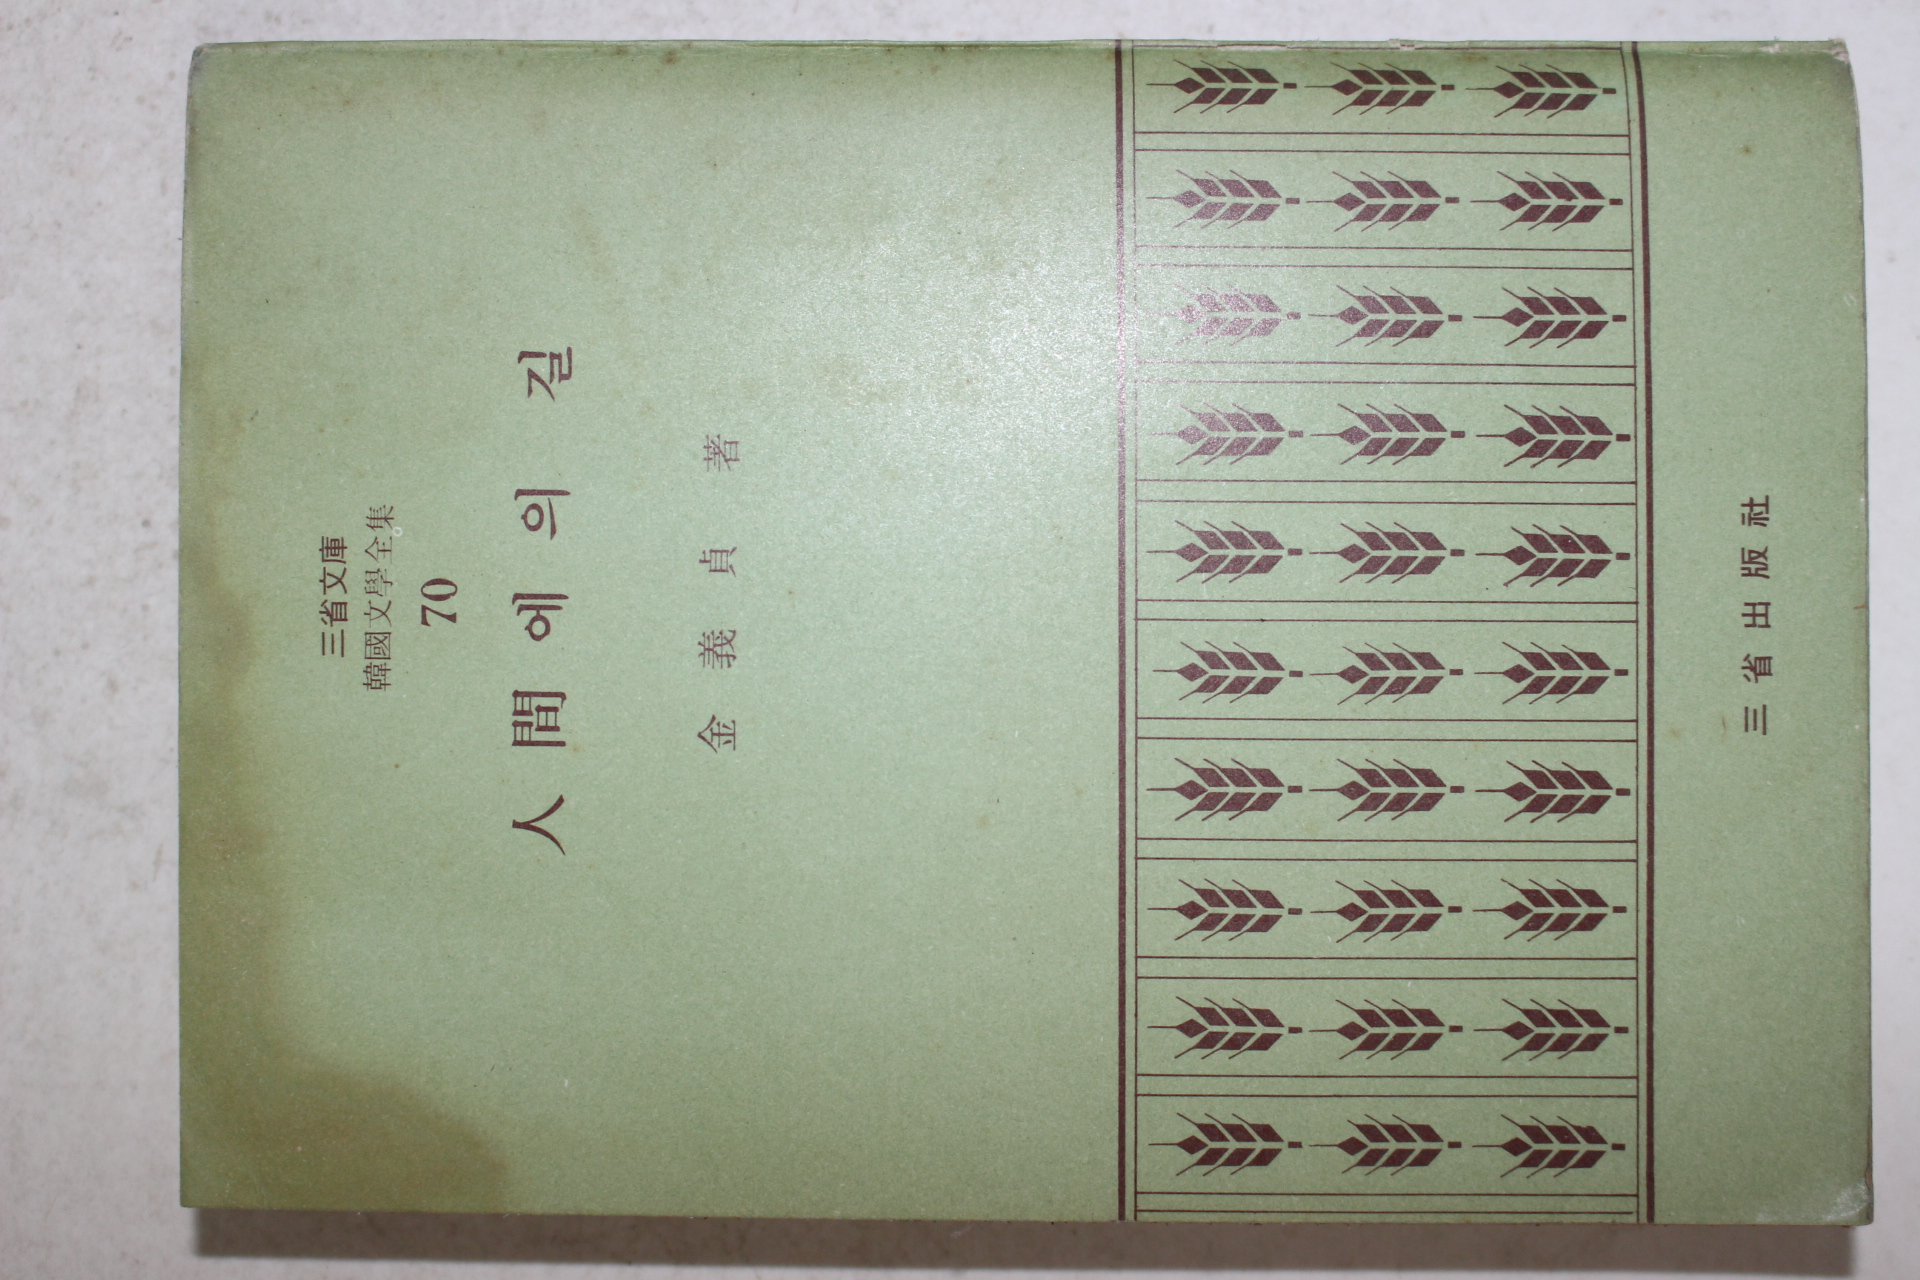 三省文庫
韓國文學全集
70
人間에의 길
金義貞 著
三省出版社